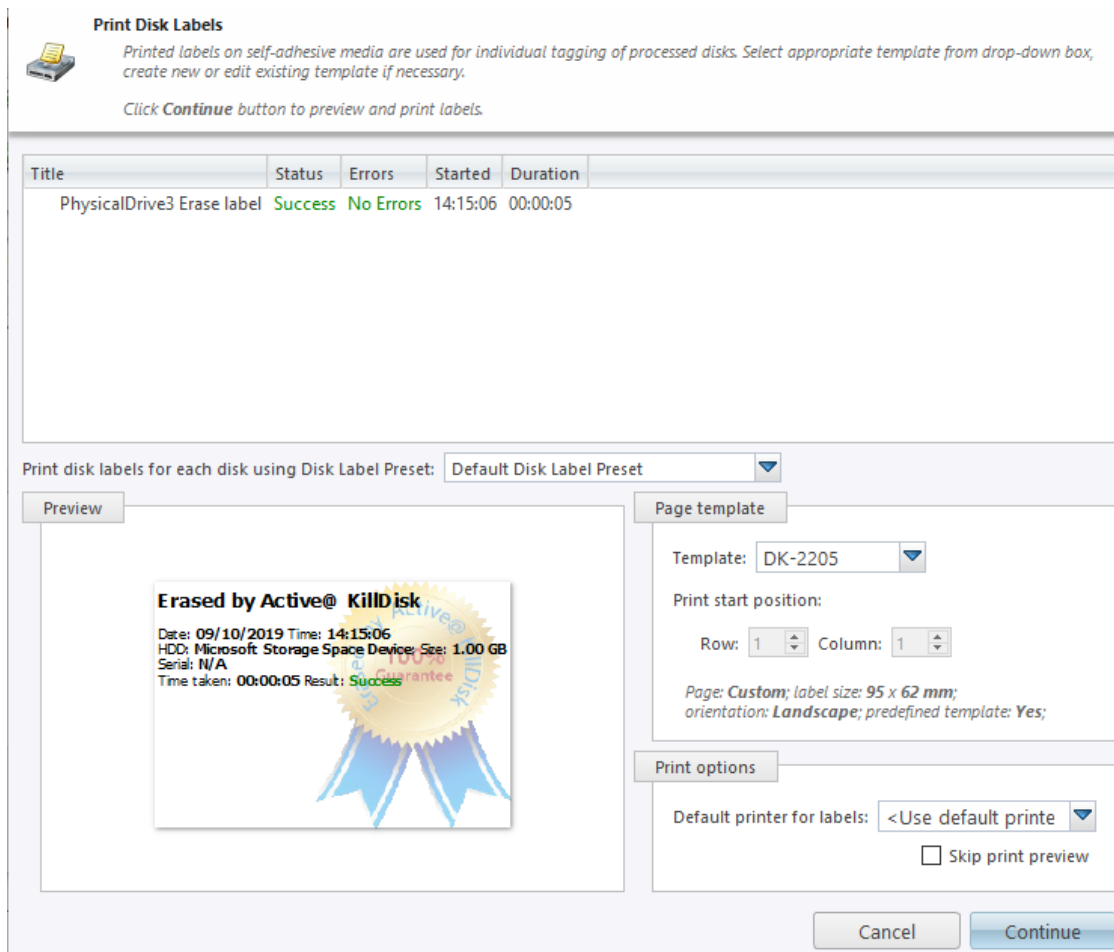 Print Disk Labels
Printed labels on self-adhesive media are used for individual tagging of processed disks. Select appropriate template from drop-down box,
create new or edit existing template if necessary.
Click Continue button to preview and print labels.
Title Status Errors Started Duration
PhysicalDrive3 Erase label Success No Errors 14:15:06 00:00:05
Print disk labels for each disk using Disk Label Preset: Default Disk Label Preset
Preview
Erased by Active@ KillDisk
Date: 09/10/2019 Time: 14:15:06
HDD: Microsoft Storage Space Device; Size: 1.00 GB
Serial: N/A
Time taken: 00:00:05 Result: Success
Erased by Active@ KillDisk
100%
Guarantee
Page template
Template: DK-2205
Print start position:
Row: 1 Column: 1
Page: Custom; label size: 95 x 62 mm;
orientation: Landscape; predefined template: Yes;
Print options
Default printer for labels: <Use default printe
Skip print preview
Cancel Continue